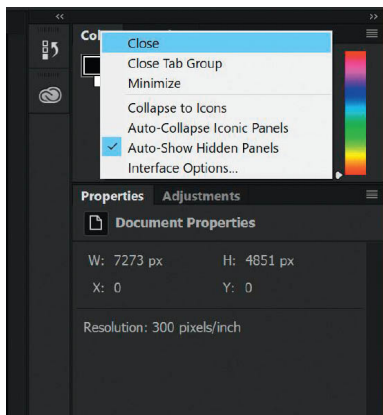 Col
Close
Close Tab Group
Minimize
Collapse to Icons
Auto-Collapse Iconic Panels
Auto-Show Hidden Panels
Interface Options...
Properties Adjustments
Document Properties
W: 7273 px H: 4851 px
X: 0 Y: 0
Resolution: 300 pixels/inch